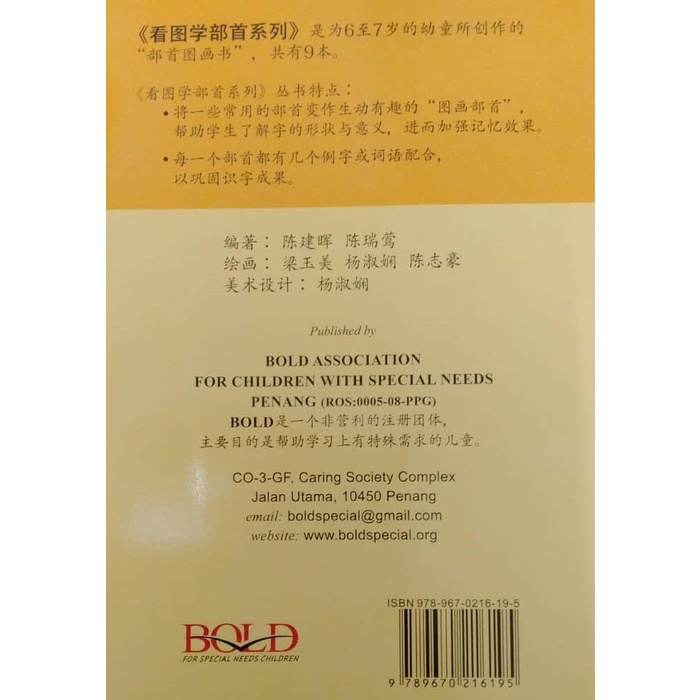 《看图学部首系列》是为6至7岁的幼童所创作的
“部首图画书”，共有9本。
《看图学部首系列》丛书特点：
• 将一些常用的部首变作生动有趣的“图画部首”，
帮助学生了解字的形状与意义，进而加强记忆效果。
• 每一个部首都有几个例字或词语配合，
以巩固识字成果。
编著：陈建晖 陈瑞莺
绘画：梁玉美 杨淑娴 陈志豪
美术设计：杨淑娴
Published by
BOLD ASSOCIATION
FOR CHILDREN WITH SPECIAL NEEDS
PENANG (ROS:0005-08-PPG)
BOLD是一个非营利的注册团体，
主要目的是帮助学习上有特殊需求的儿童。
CO-3-GF, Caring Society Complex
Jalan Utama, 10450 Penang
email: boldspecial@gmail.com
website: www.boldspecial.org
ISBN 978-967-0216-19-5
BOLD
FOR SPECIAL NEEDS CHILDREN
9 789670 216195